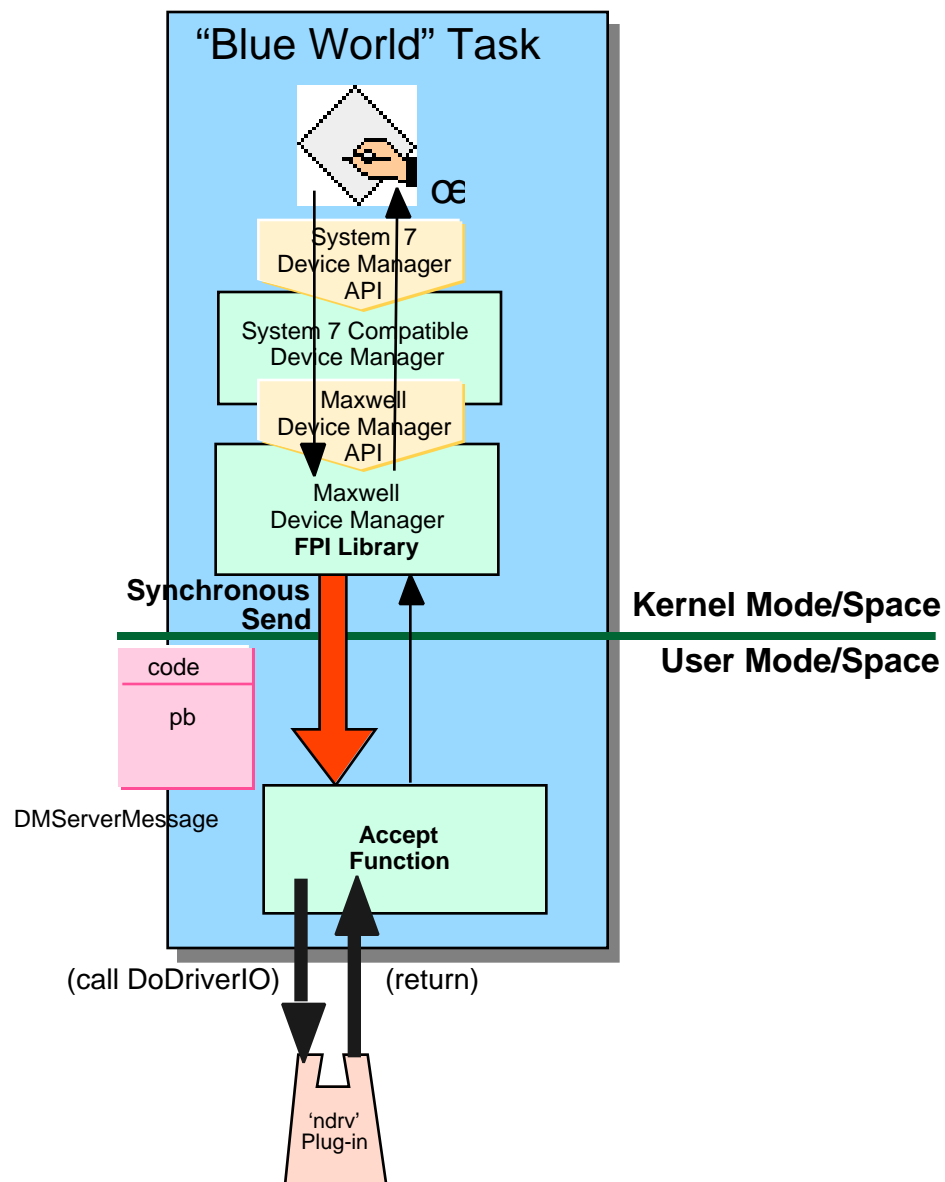 “Blue World” Task
œ
System 7
Device Manager
API
System 7 Compatible
Device Manager
Maxwell
Device Manager
API
Maxwell
Device Manager
FPI Library
Synchronous
Send
Kernel Mode/Space
User Mode/Space
code
pb
DMServerMessage
Accept
Function
(call DoDriverIO)
(return)
‘ndrv’
Plug-in